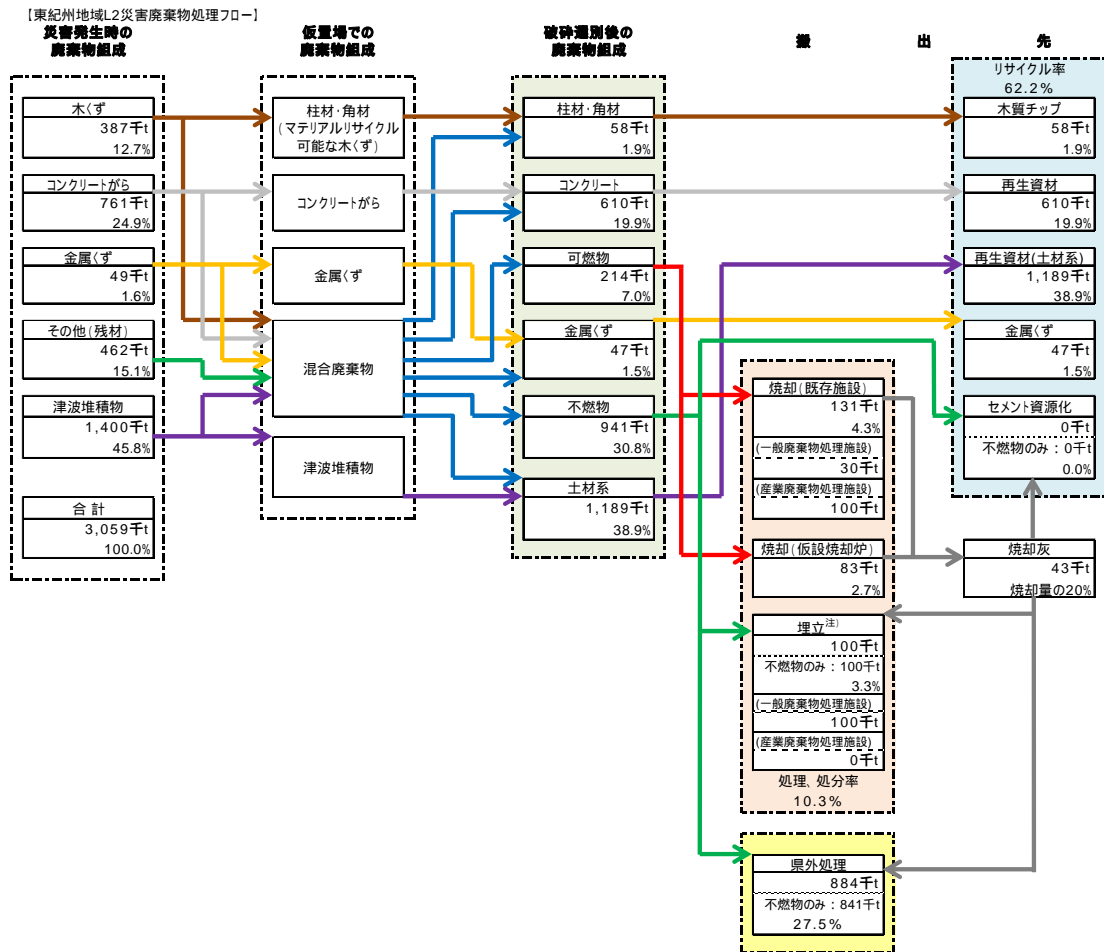 【東紀州地域L2災害廃棄物処理フロー】
災害発生時の
廃棄物組成
木くず
387千t
12.7%
コンクリートがら
761千t
24.9%
金属くず
49千t
1.6%
その他(残材)
462千t
15.1%
津波堆積物
1,400千t
45.8%
合計
3,059千t
100.0%
仮置場での
廃棄物組成
柱材・角材
(マテリアルリサイクル
可能な木くず)
コンクリートがら
金属くず
混合廃棄物
津波堆積物
破砕選別後の
廃棄物組成
柱材・角材
58千t
1.9%
コンクリート
610千t
19.9%
可燃物
214千t
7.0%
金属くず
47千t
1.5%
不燃物
941千t
30.8%
土材系
1,189千t
38.9%
搬 出 先
焼却(既存施設)
131千t
4.3%
(一般廃棄物処理施設)
30千t
(産業廃棄物処理施設)
100千t
焼却(仮設焼却炉)
83千t
2.7%
埋立注)
100千t
不燃物のみ:100千t
3.3%
(一般廃棄物処理施設)
100千t
(産業廃棄物処理施設)
0千t
処理、処分率
10.3%
県外処理
884千t
不燃物のみ:841千t
27.5%
リサイクル率
62.2%
木質チップ
58千t
1.9%
再生資材
610千t
19.9%
再生資材(土材系)
1,189千t
38.9%
金属くず
47千t
1.5%
セメント資源化
0千t
不燃物のみ:0千t
0.0%
焼却灰
43千t
焼却量の20%